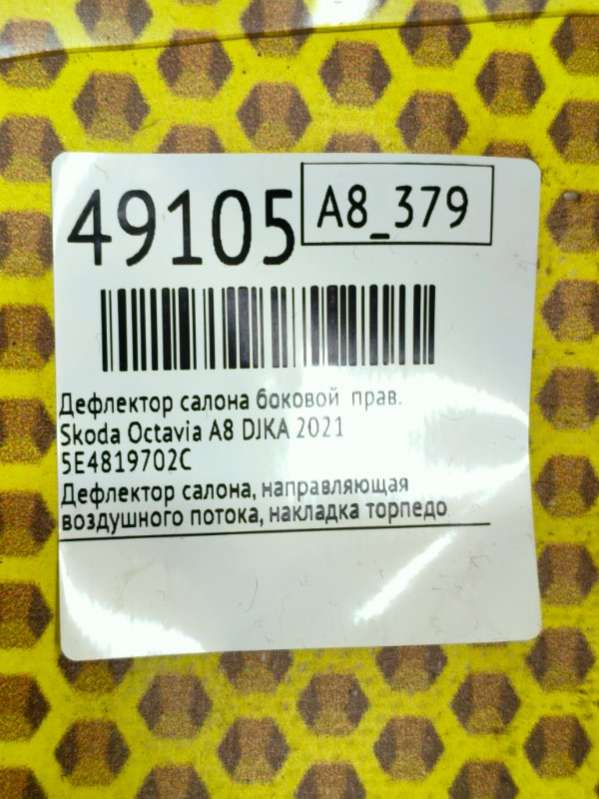 49105
A8_379
Дефлектор салона боковой прав.
Skoda Octavia A8 DJKA 2021
5E4819702C
Дефлектор салона, направляющая
воздушного потока, накладка торпедо